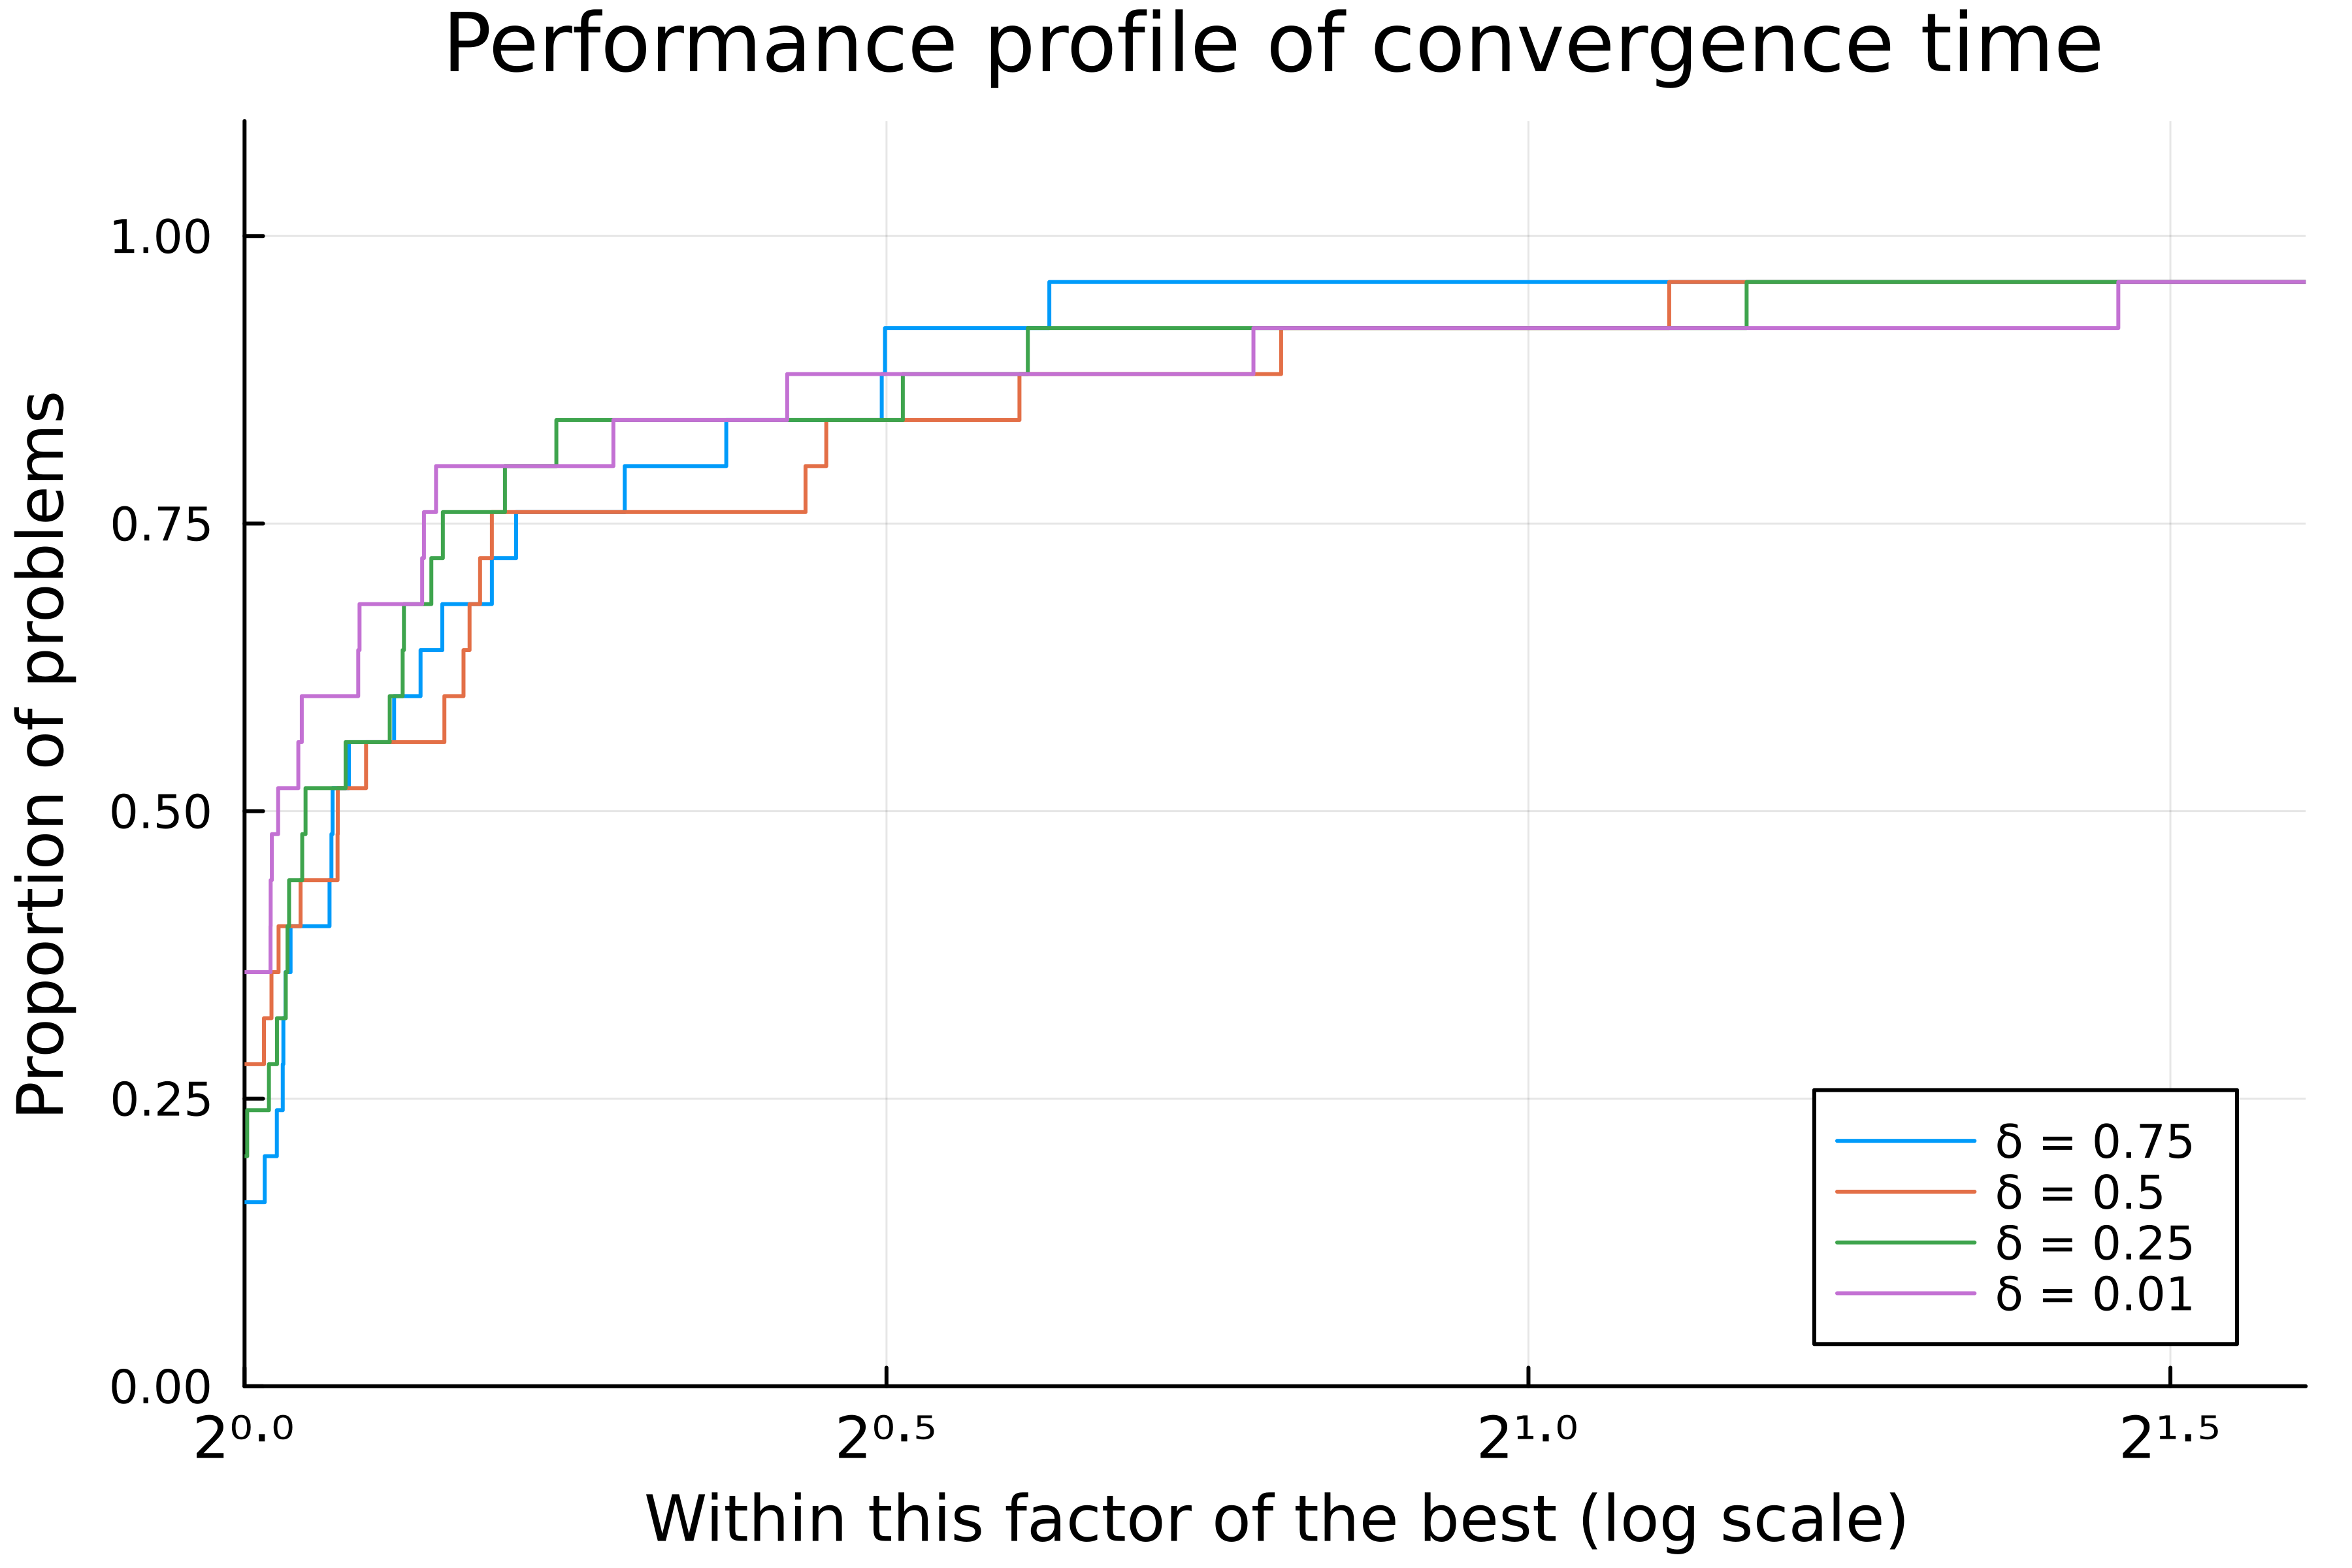 Performance profile of convergence time
Proportion of problems
1.00
0.75
0.50
0.25
0.00
2⁰·⁰
2⁰·⁵
2¹·⁰
2¹·⁵
Within this factor of the best (log scale)
δ = 0.75
δ = 0.5
δ = 0.25
δ = 0.01